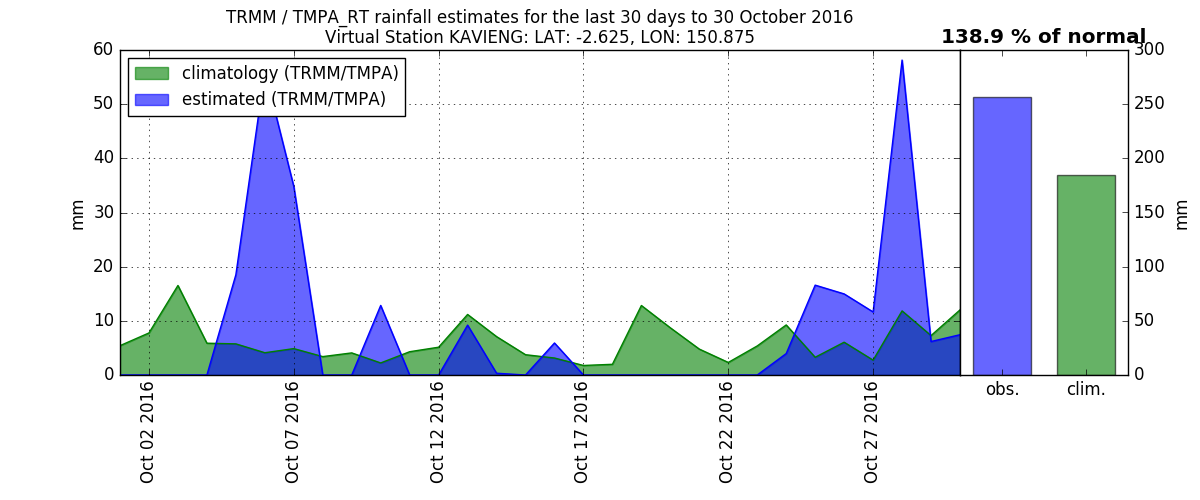 TRMM / TMPA_RT rainfall estimates for the last 30 days to 30 October 2016
Virtual Station KAVIENG: LAT: -2.625, LON: 150.875
138.9 % of normal
climatology (TRMM/TMPA)
estimated (TRMM/TMPA)
60
50
40
30
20
10
0
mm
Oct 02 2016
Oct 07 2016
Oct 12 2016
Oct 17 2016
Oct 22 2016
Oct 27 2016
300
250
200
150
100
50
0
mm
obs.
clim.